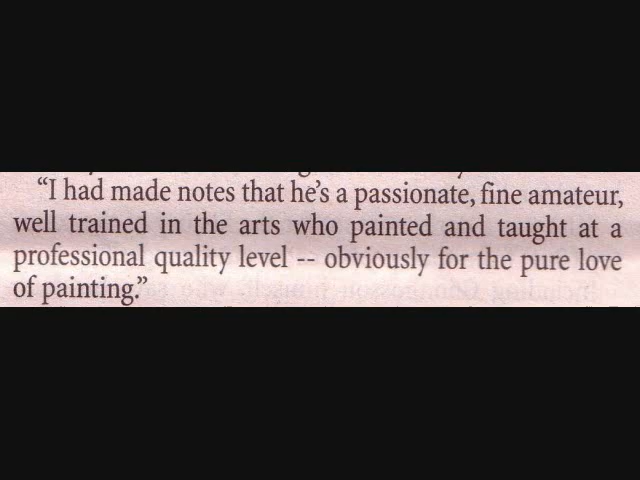 “I had made notes that he’s a passionate, fine amateur,
well trained in the arts who painted and taught at a
professional quality level -- obviously for the pure love
of painting.”